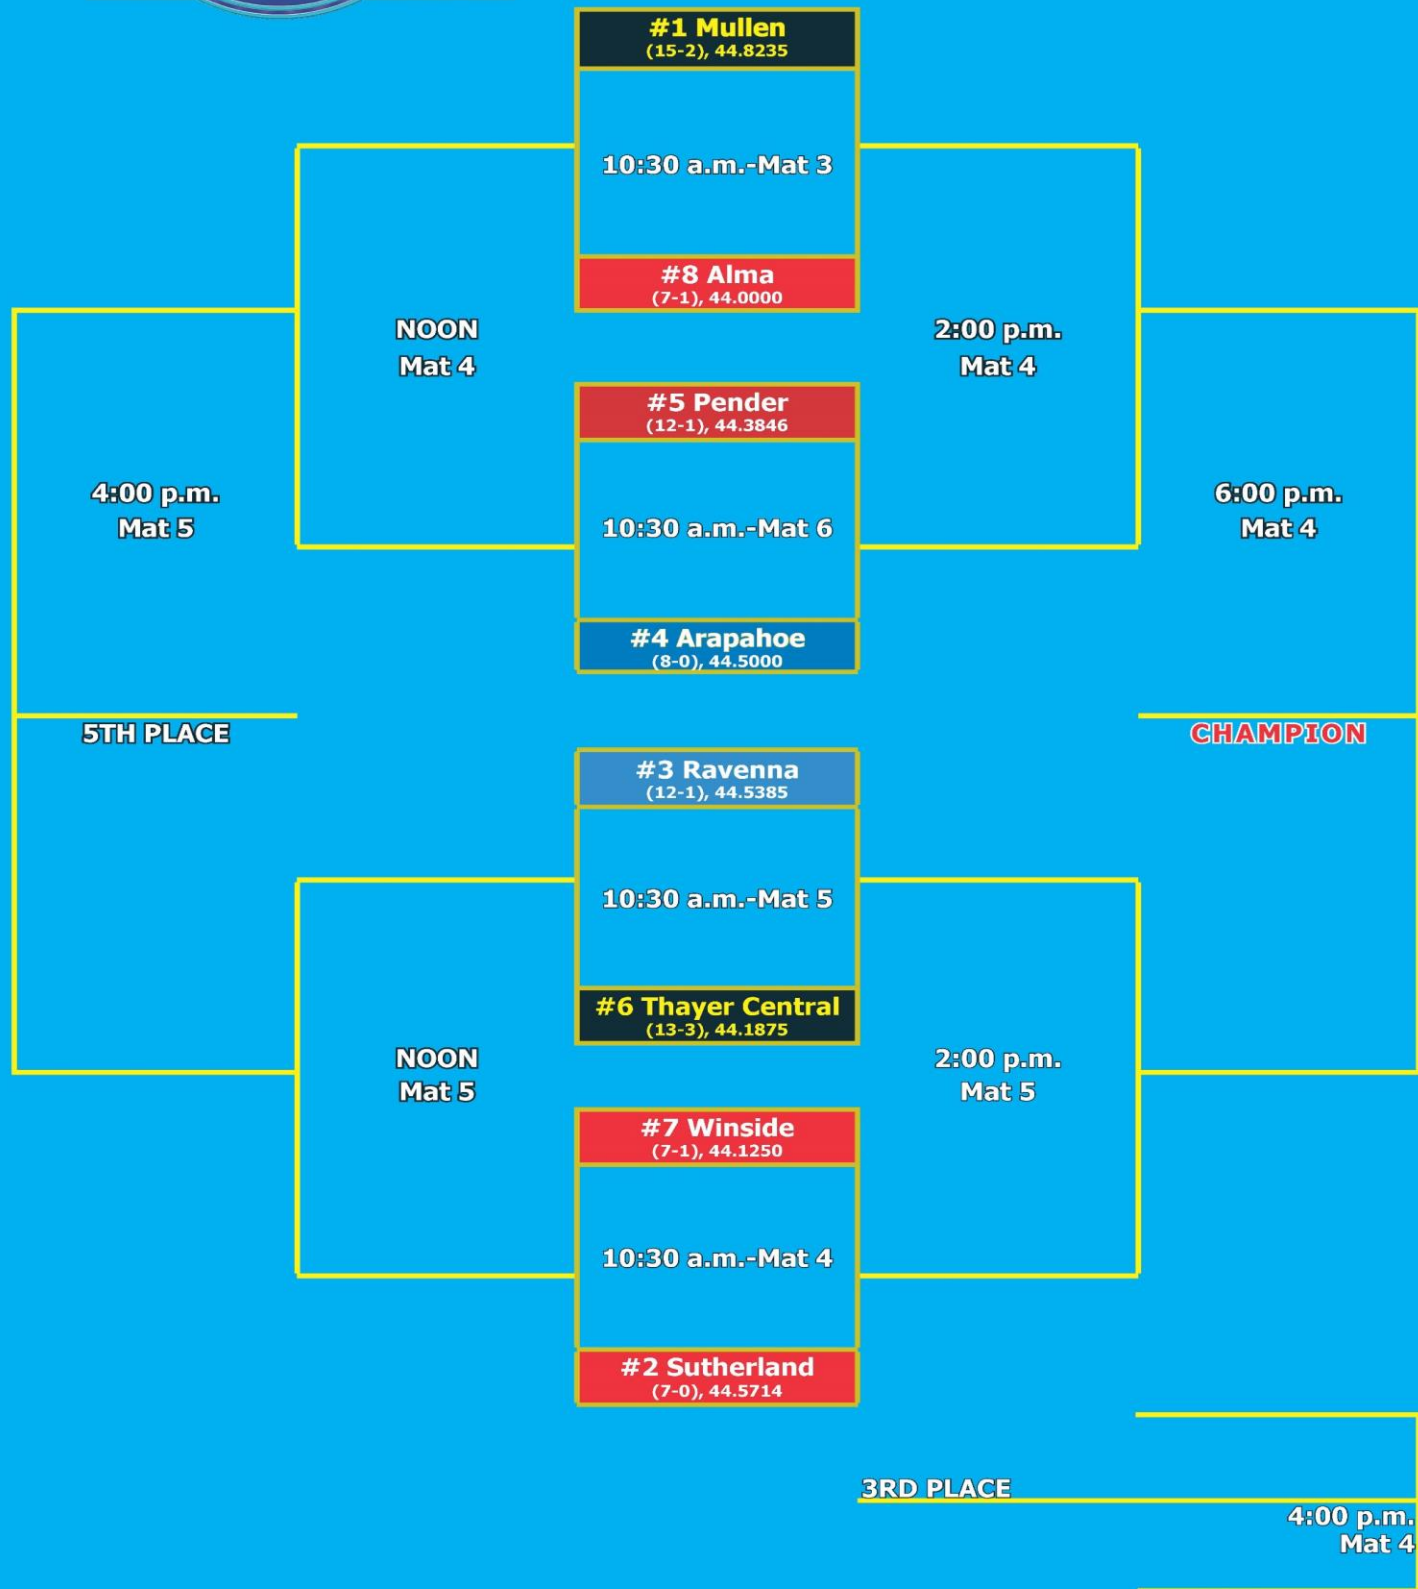 #1 Mullen
(15-2), 44.8235
10:30 a.m.-Mat 3
#8 Alma
(7-1), 44.0000
NOON
Mat 4
2:00 p.m.
Mat 4
#5 Pender
(12-1), 44.3846
4:00 p.m.
Mat 5
10:30 a.m.-Mat 6
6:00 p.m.
Mat 4
#4 Arapahoe
(8-0), 44.5000
5TH PLACE
CHAMPION
#3 Ravenna
(12-1), 44.5385
10:30 a.m.-Mat 5
#6 Thayer Central
(13-3), 44.1875
NOON
Mat 5
2:00 p.m.
Mat 5
#7 Winside
(7-1), 44.1250
10:30 a.m.-Mat 4
#2 Sutherland
(7-0), 44.5714
3RD PLACE
4:00 p.m.
Mat 4